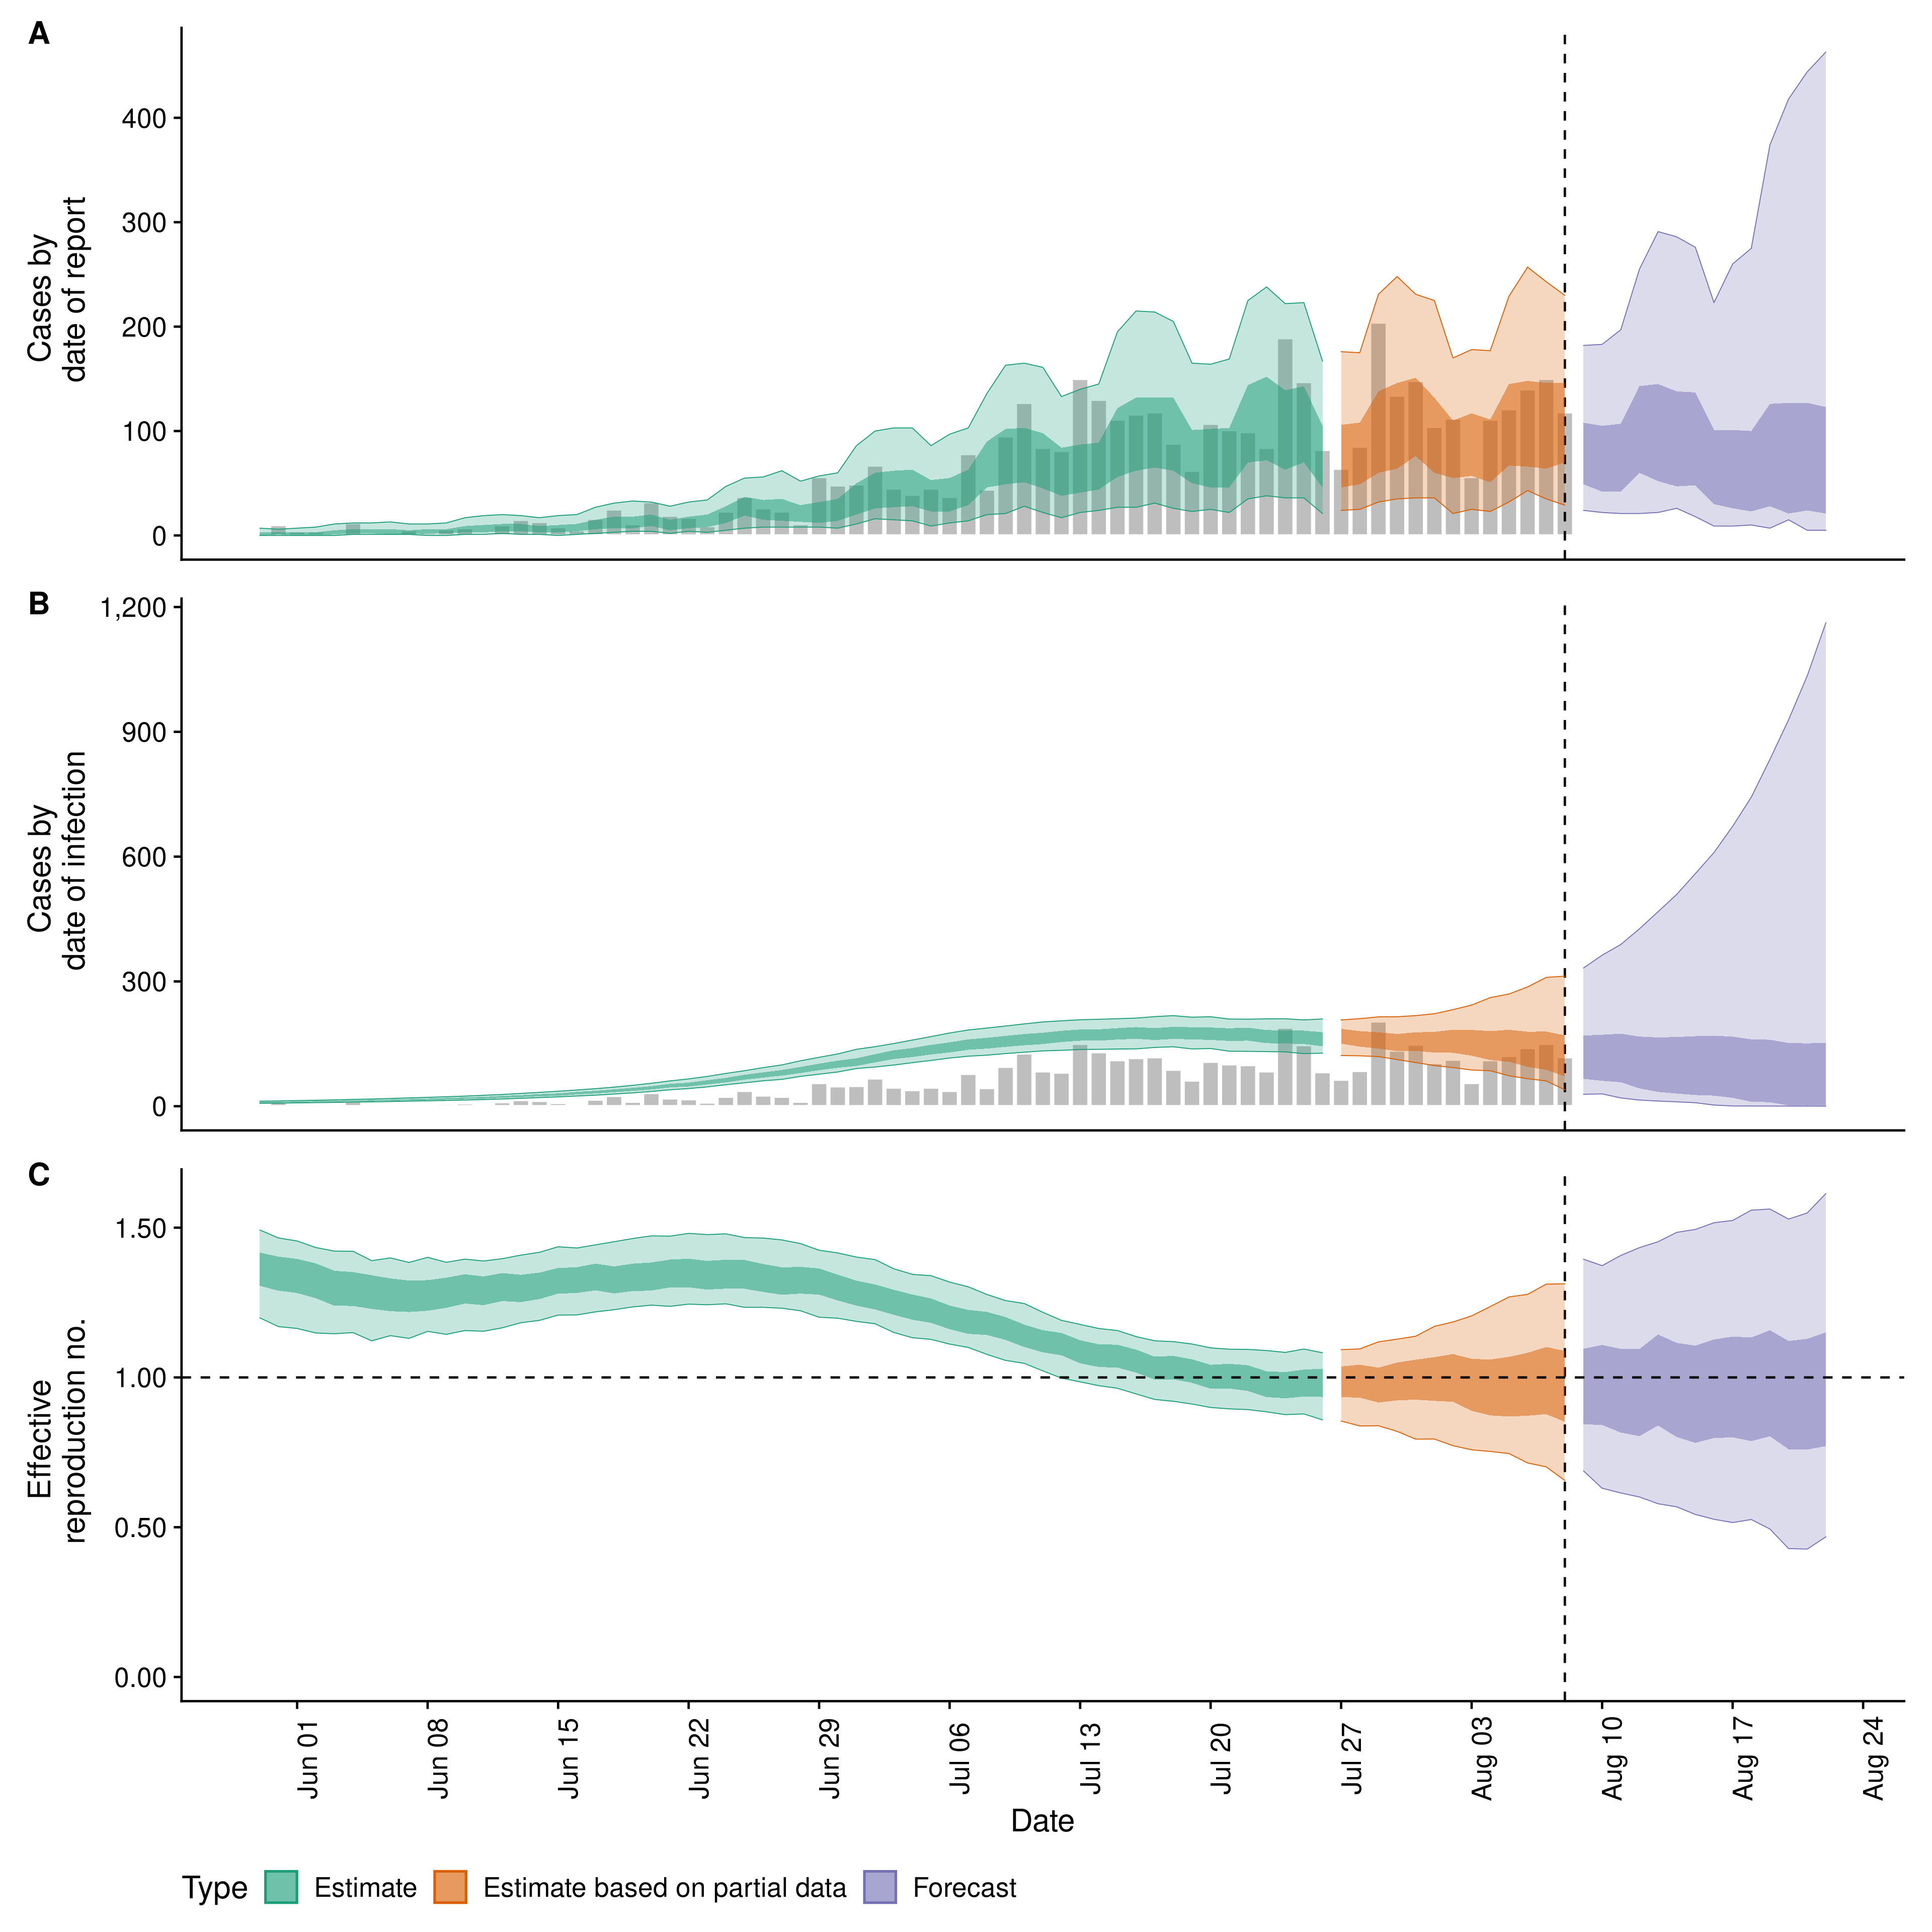 A
400
300
200
100
0
Cases by
date of report
B
1,200
900
600
300
0
Cases by
date of infection
C
1.50
1.00
0.50
0.00
Effective
reproduction no.
Jun 01
Jun 08
Jun 15
Jun 22
Jun 29
Jul 06
Jul 13
Jul 20
Jul 27
Aug 03
Aug 10
Aug 17
Aug 24
Date
Type Estimate Estimate based on partial data Forecast